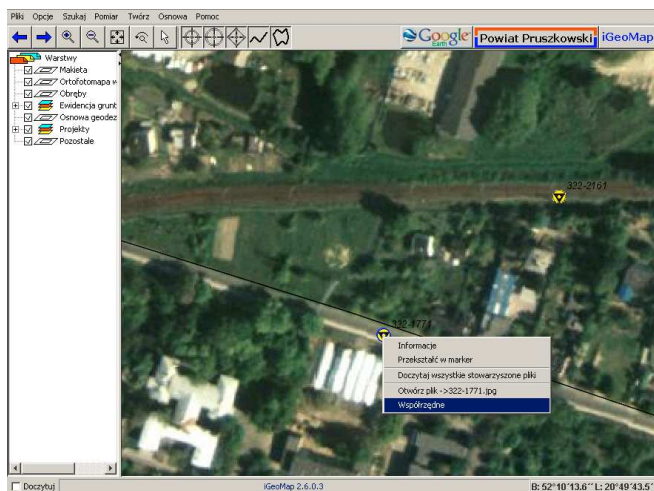 Pliki Opcje Szukaj Pomiar Twórz Osnowa Pomoc
Google Earth Powiat Pruszkowski iGeoMap
Warstwy
Makieta
Ortofotomapa w
Obręby
Ewidencja grunt
Osnowa geodez
Projekty
Pozostałe
322-2161
322-1771
Informacje
Przekształć w marker
Doczytaj wszystkie stowarzyszone pliki
Otwórz plik ->322-1771.jpg
Współrzędne
Doczytuj iGeoMap 2.6.0.3 B: 52°10'13.6'' L: 20°49'43.5'